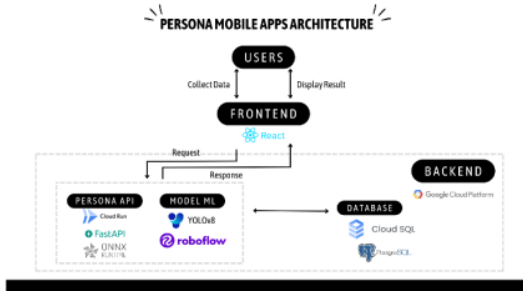 PERSONA MOBILE APPS ARCHITECTURE
USERS
Collect Data
Display Result
FRONTEND
React
Request
Response
BACKEND
Google Cloud Platform
PERSONA API
MODEL ML
Cloud Run
YOLOv8
FastAPI
roboflow
ONNX
RUNTIME
DATABASE
Cloud SQL
PostgreSQL